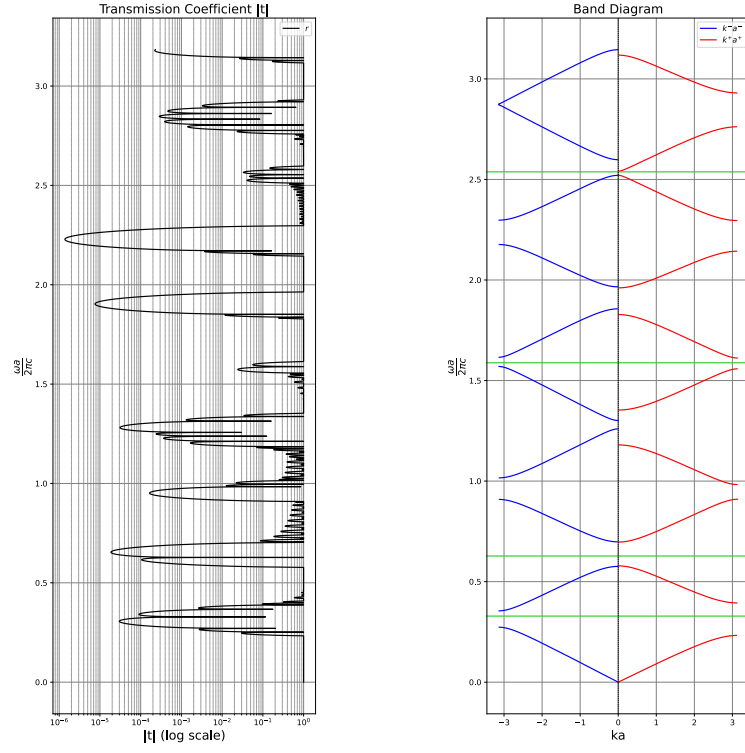 Transmission Coefficient |t|
r
ωa
2πc
3.0
2.5
2.0
1.5
1.0
0.5
0.0
10⁻⁶ 10⁻⁵ 10⁻⁴ 10⁻³ 10⁻² 10⁻¹ 10⁰
|t| (log scale)
Band Diagram
k⁻a⁻
k⁺a⁺
ωa
2πc
3.0
2.5
2.0
1.5
1.0
0.5
0.0
−3 −2 −1 0 1 2 3
ka